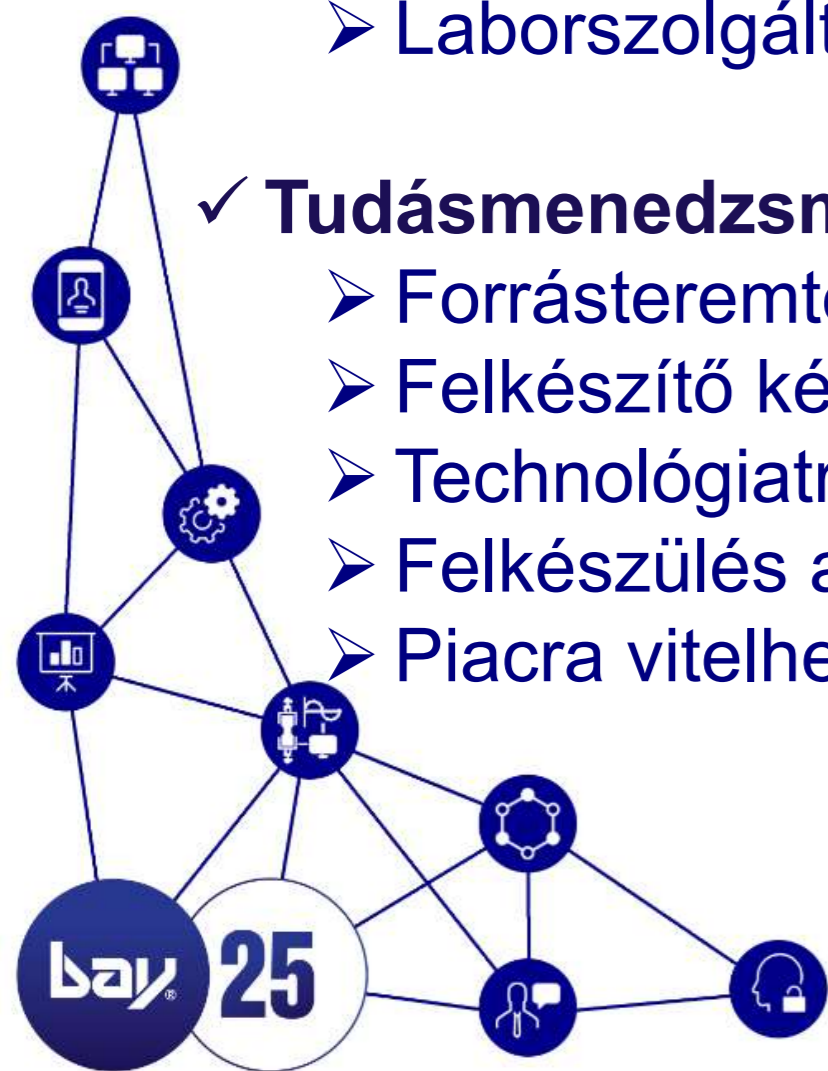 ➢ Laborszolgált
✓ Tudásmenedzsm
➢ Forrásteremt
➢ Felkészítő ké
➢ Technológiatr
➢ Felkészülés a
➢ Piacra vitelhe
bay® 25